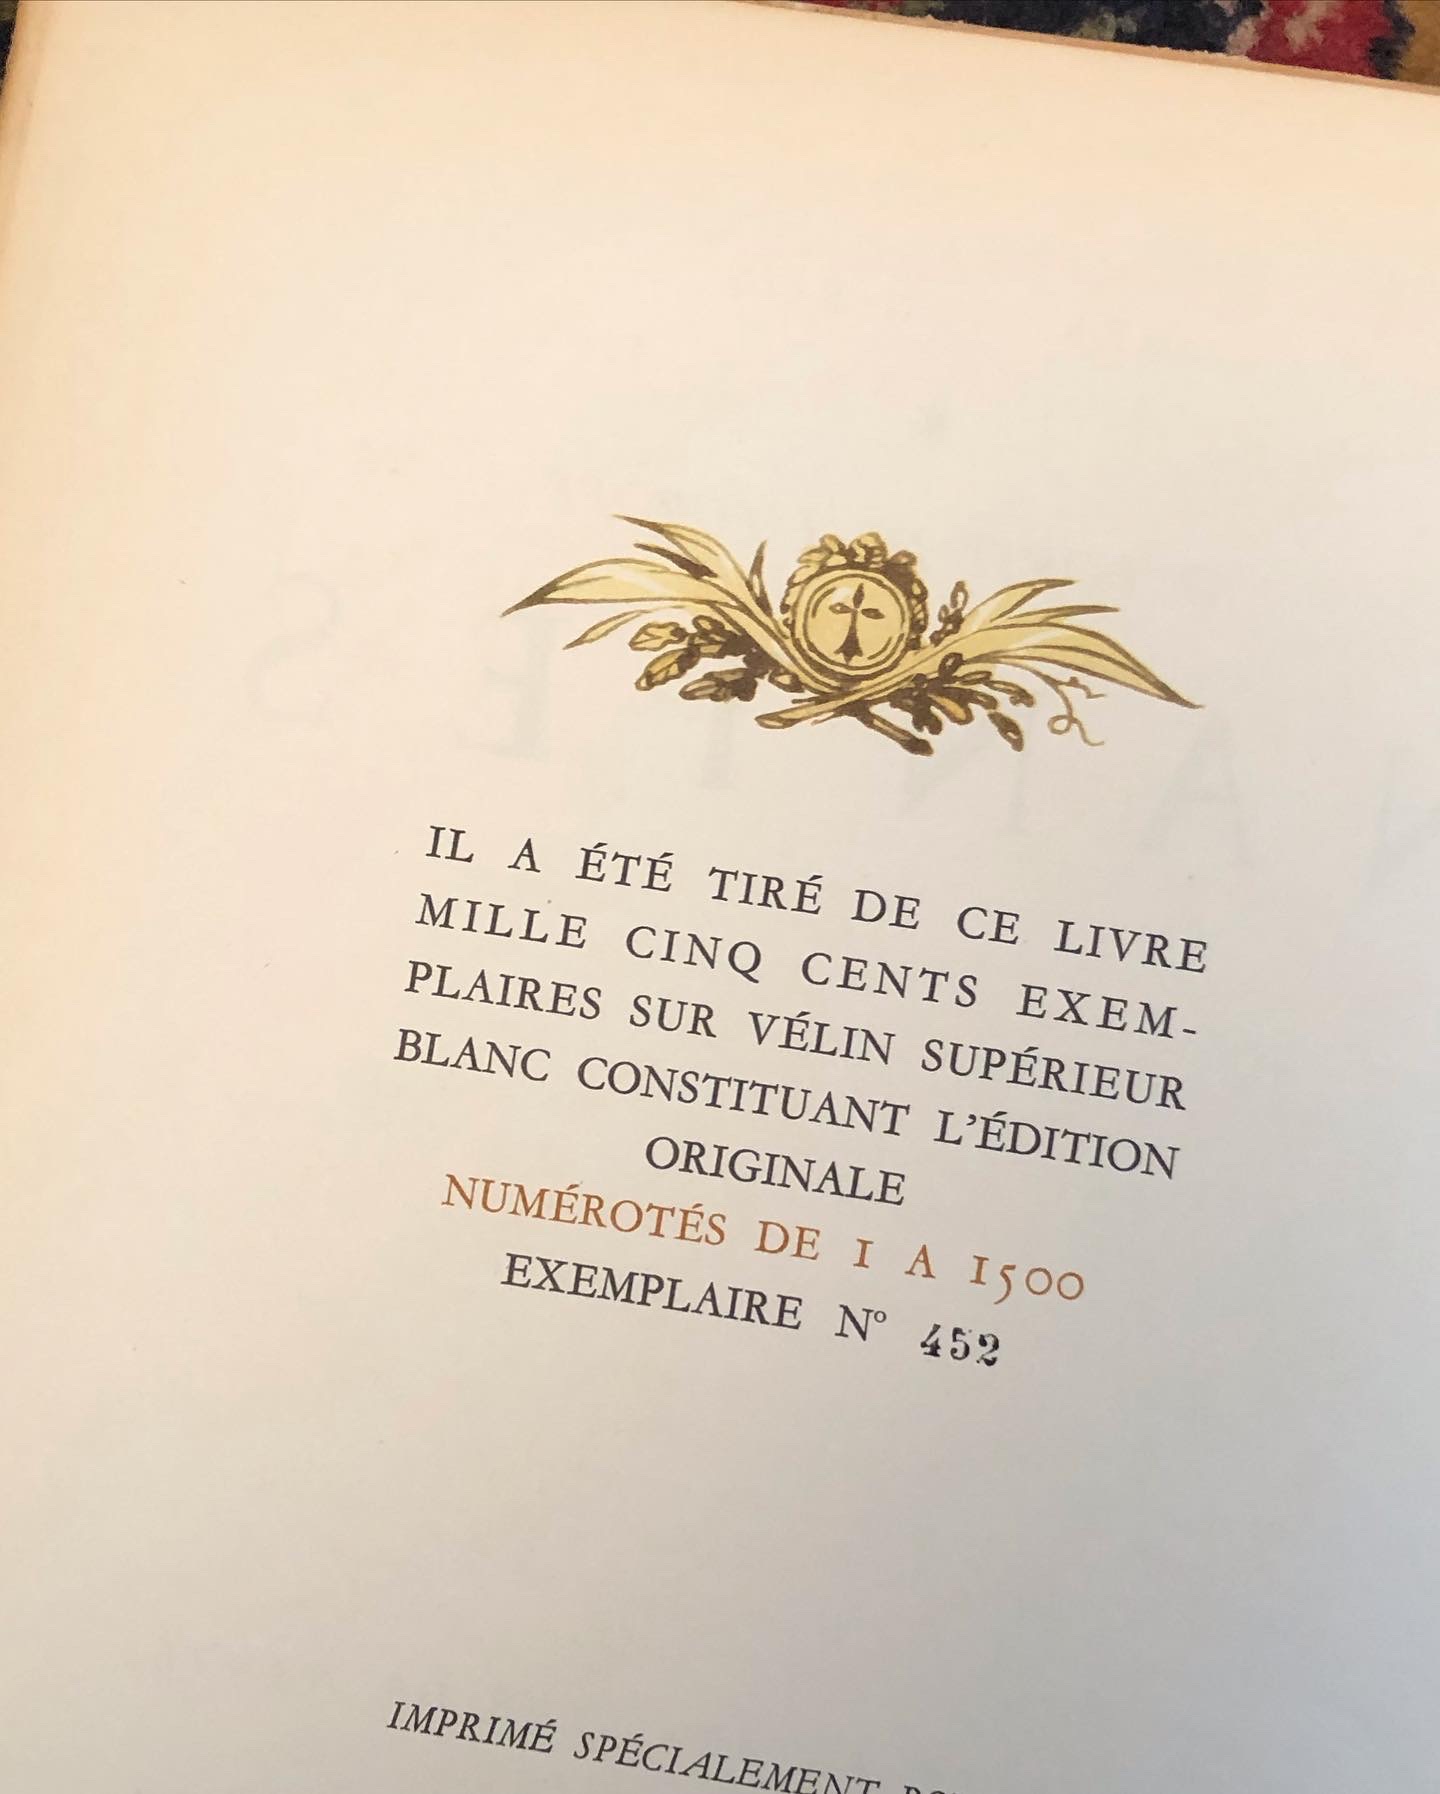 IL A ÉTÉ TIRÉ DE CE LIVRE
MILLE CINQ CENTS EXEM-
PLAIRES SUR VÉLIN SUPÉRIEUR
BLANC CONSTITUANT L'ÉDITION
ORIGINALE
NUMÉROTÉS DE 1 A 1500
EXEMPLAIRE N° 452
IMPRIMÉ SPÉCIALEMENT